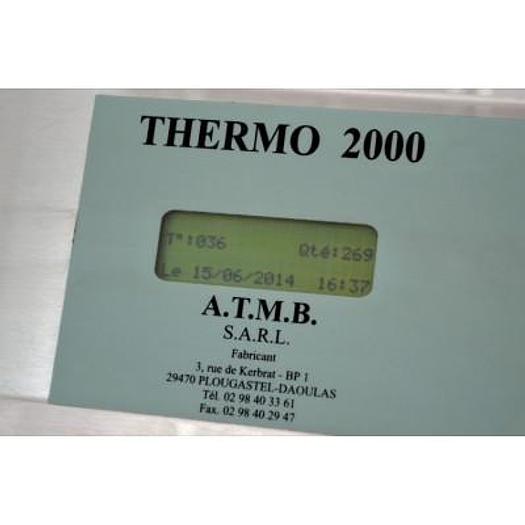 THERMO 2000
T°:036 Qté:269
Le 15/06/2014 16:37
A.T.M.B.
S.A.R.L.
Fabricant
3, rue de Kerbrat - BP 1
29470 PLOUGASTEL-DAOULAS
Tél. 02 98 40 33 61
Fax. 02 98 40 29 47